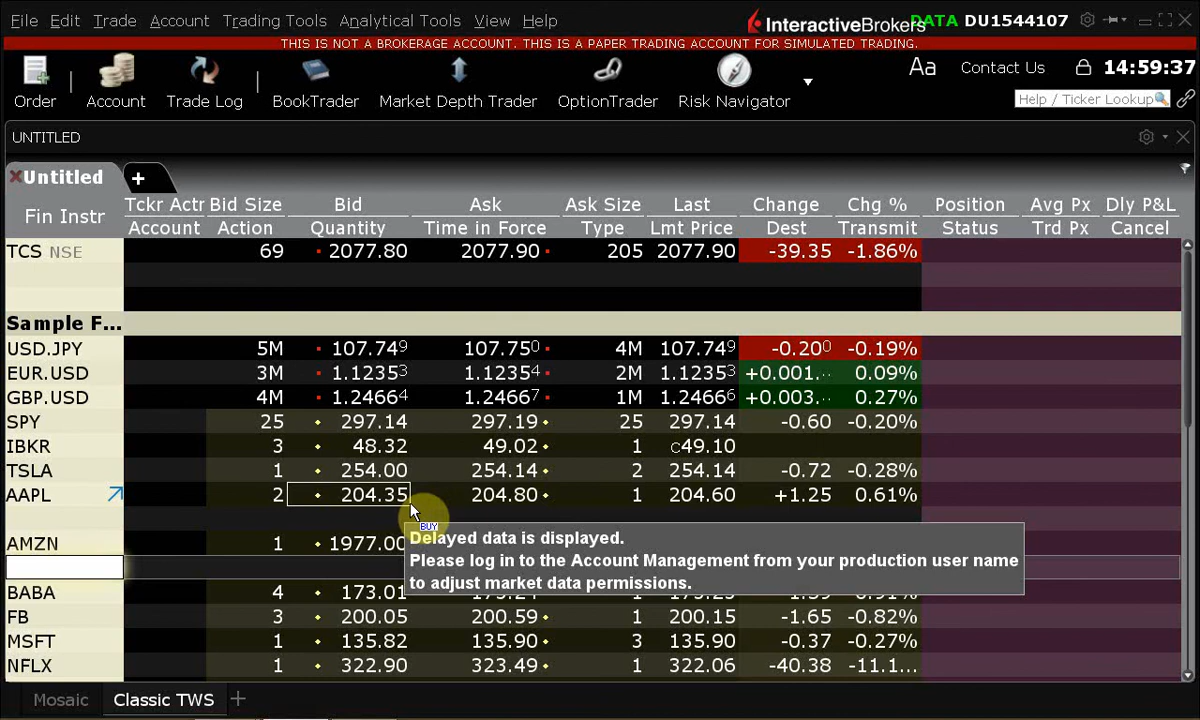 File Edit Trade Account Trading Tools Analytical Tools View Help InteractiveBrokers DATA DU1544107
THIS IS NOT A BROKERAGE ACCOUNT. THIS IS A PAPER TRADING ACCOUNT FOR SIMULATED TRADING.
Order Account Trade Log BookTrader Market Depth Trader OptionTrader Risk Navigator Aa Contact Us 14:59:37
Help / Ticker Lookup
UNTITLED
Untitled +
Fin Instr Tckr Actn Bid Size Bid Ask Ask Size Last Change Chg % Position Avg Px Dly P&L
Account Action Quantity Time in Force Type Lmt Price Dest Transmit Status Trd Px Cancel
TCS NSE 69 2077.80 2077.90 205 2077.90 -39.35 -1.86%
Sample F...
USD.JPY 5M 107.749 107.750 4M 107.749 -0.200 -0.19%
EUR.USD 3M 1.12353 1.12354 2M 1.12353 +0.001... 0.09%
GBP.USD 4M 1.24664 1.24667 1M 1.24666 +0.003... 0.27%
SPY 25 297.14 297.19 25 297.14 -0.60 -0.20%
IBKR 3 48.32 49.02 1 c49.10
TSLA 1 254.00 254.14 2 254.14 -0.72 -0.28%
AAPL 2 204.35 204.80 1 204.60 +1.25 0.61%
BUY
Delayed data is displayed.
Please log in to the Account Management from your production user name
to adjust market data permissions.
AMZN 1 1977.00
BABA 4 173.01
FB 3 200.05 200.59 1 200.15 -1.65 -0.82%
MSFT 1 135.82 135.90 3 135.90 -0.37 -0.27%
NFLX 1 322.90 323.49 1 322.06 -40.38 -11.1...
Mosaic Classic TWS +